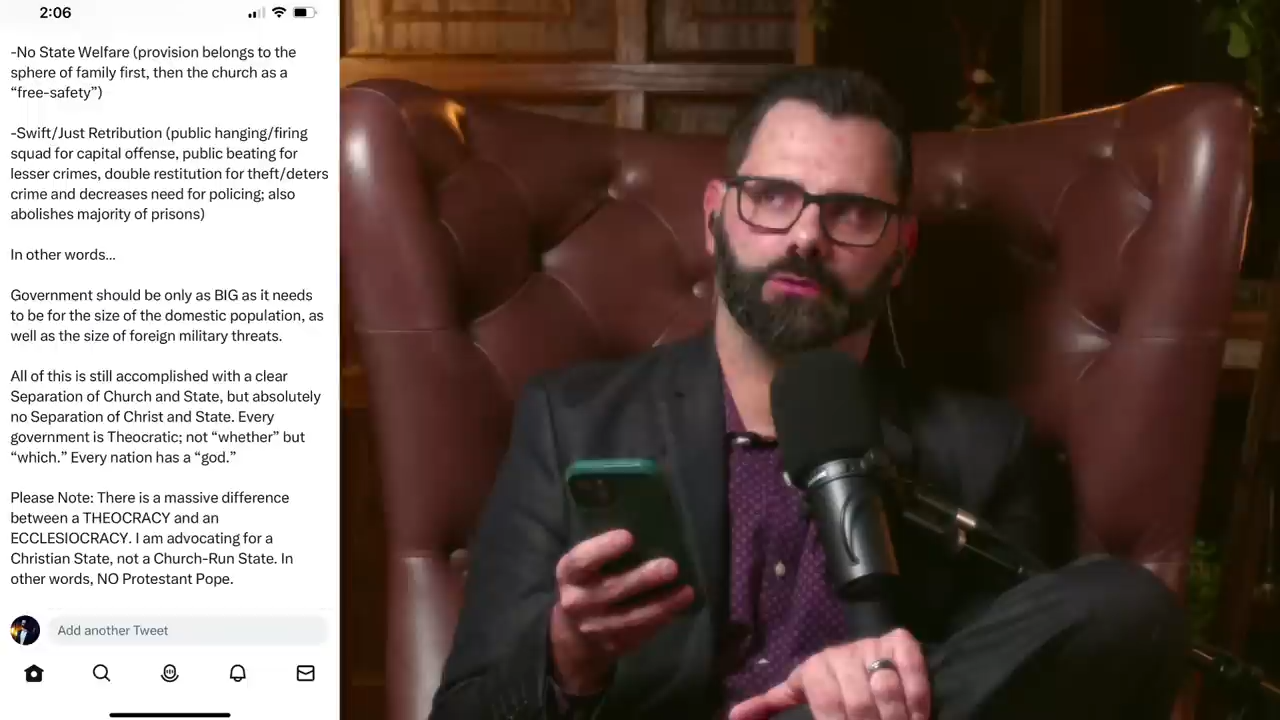 2:06
-No State Welfare (provision belongs to the
sphere of family first, then the church as a
“free-safety”)
-Swift/Just Retribution (public hanging/firing
squad for capital offense, public beating for
lesser crimes, double restitution for theft/deters
crime and decreases need for policing; also
abolishes majority of prisons)
In other words...
Government should be only as BIG as it needs
to be for the size of the domestic population, as
well as the size of foreign military threats.
All of this is still accomplished with a clear
Separation of Church and State, but absolutely
no Separation of Christ and State. Every
government is Theocratic; not “whether” but
“which.” Every nation has a “god.”
Please Note: There is a massive difference
between a THEOCRACY and an
ECCLESIOCRACY. I am advocating for a
Christian State, not a Church-Run State. In
other words, NO Protestant Pope.
Add another Tweet